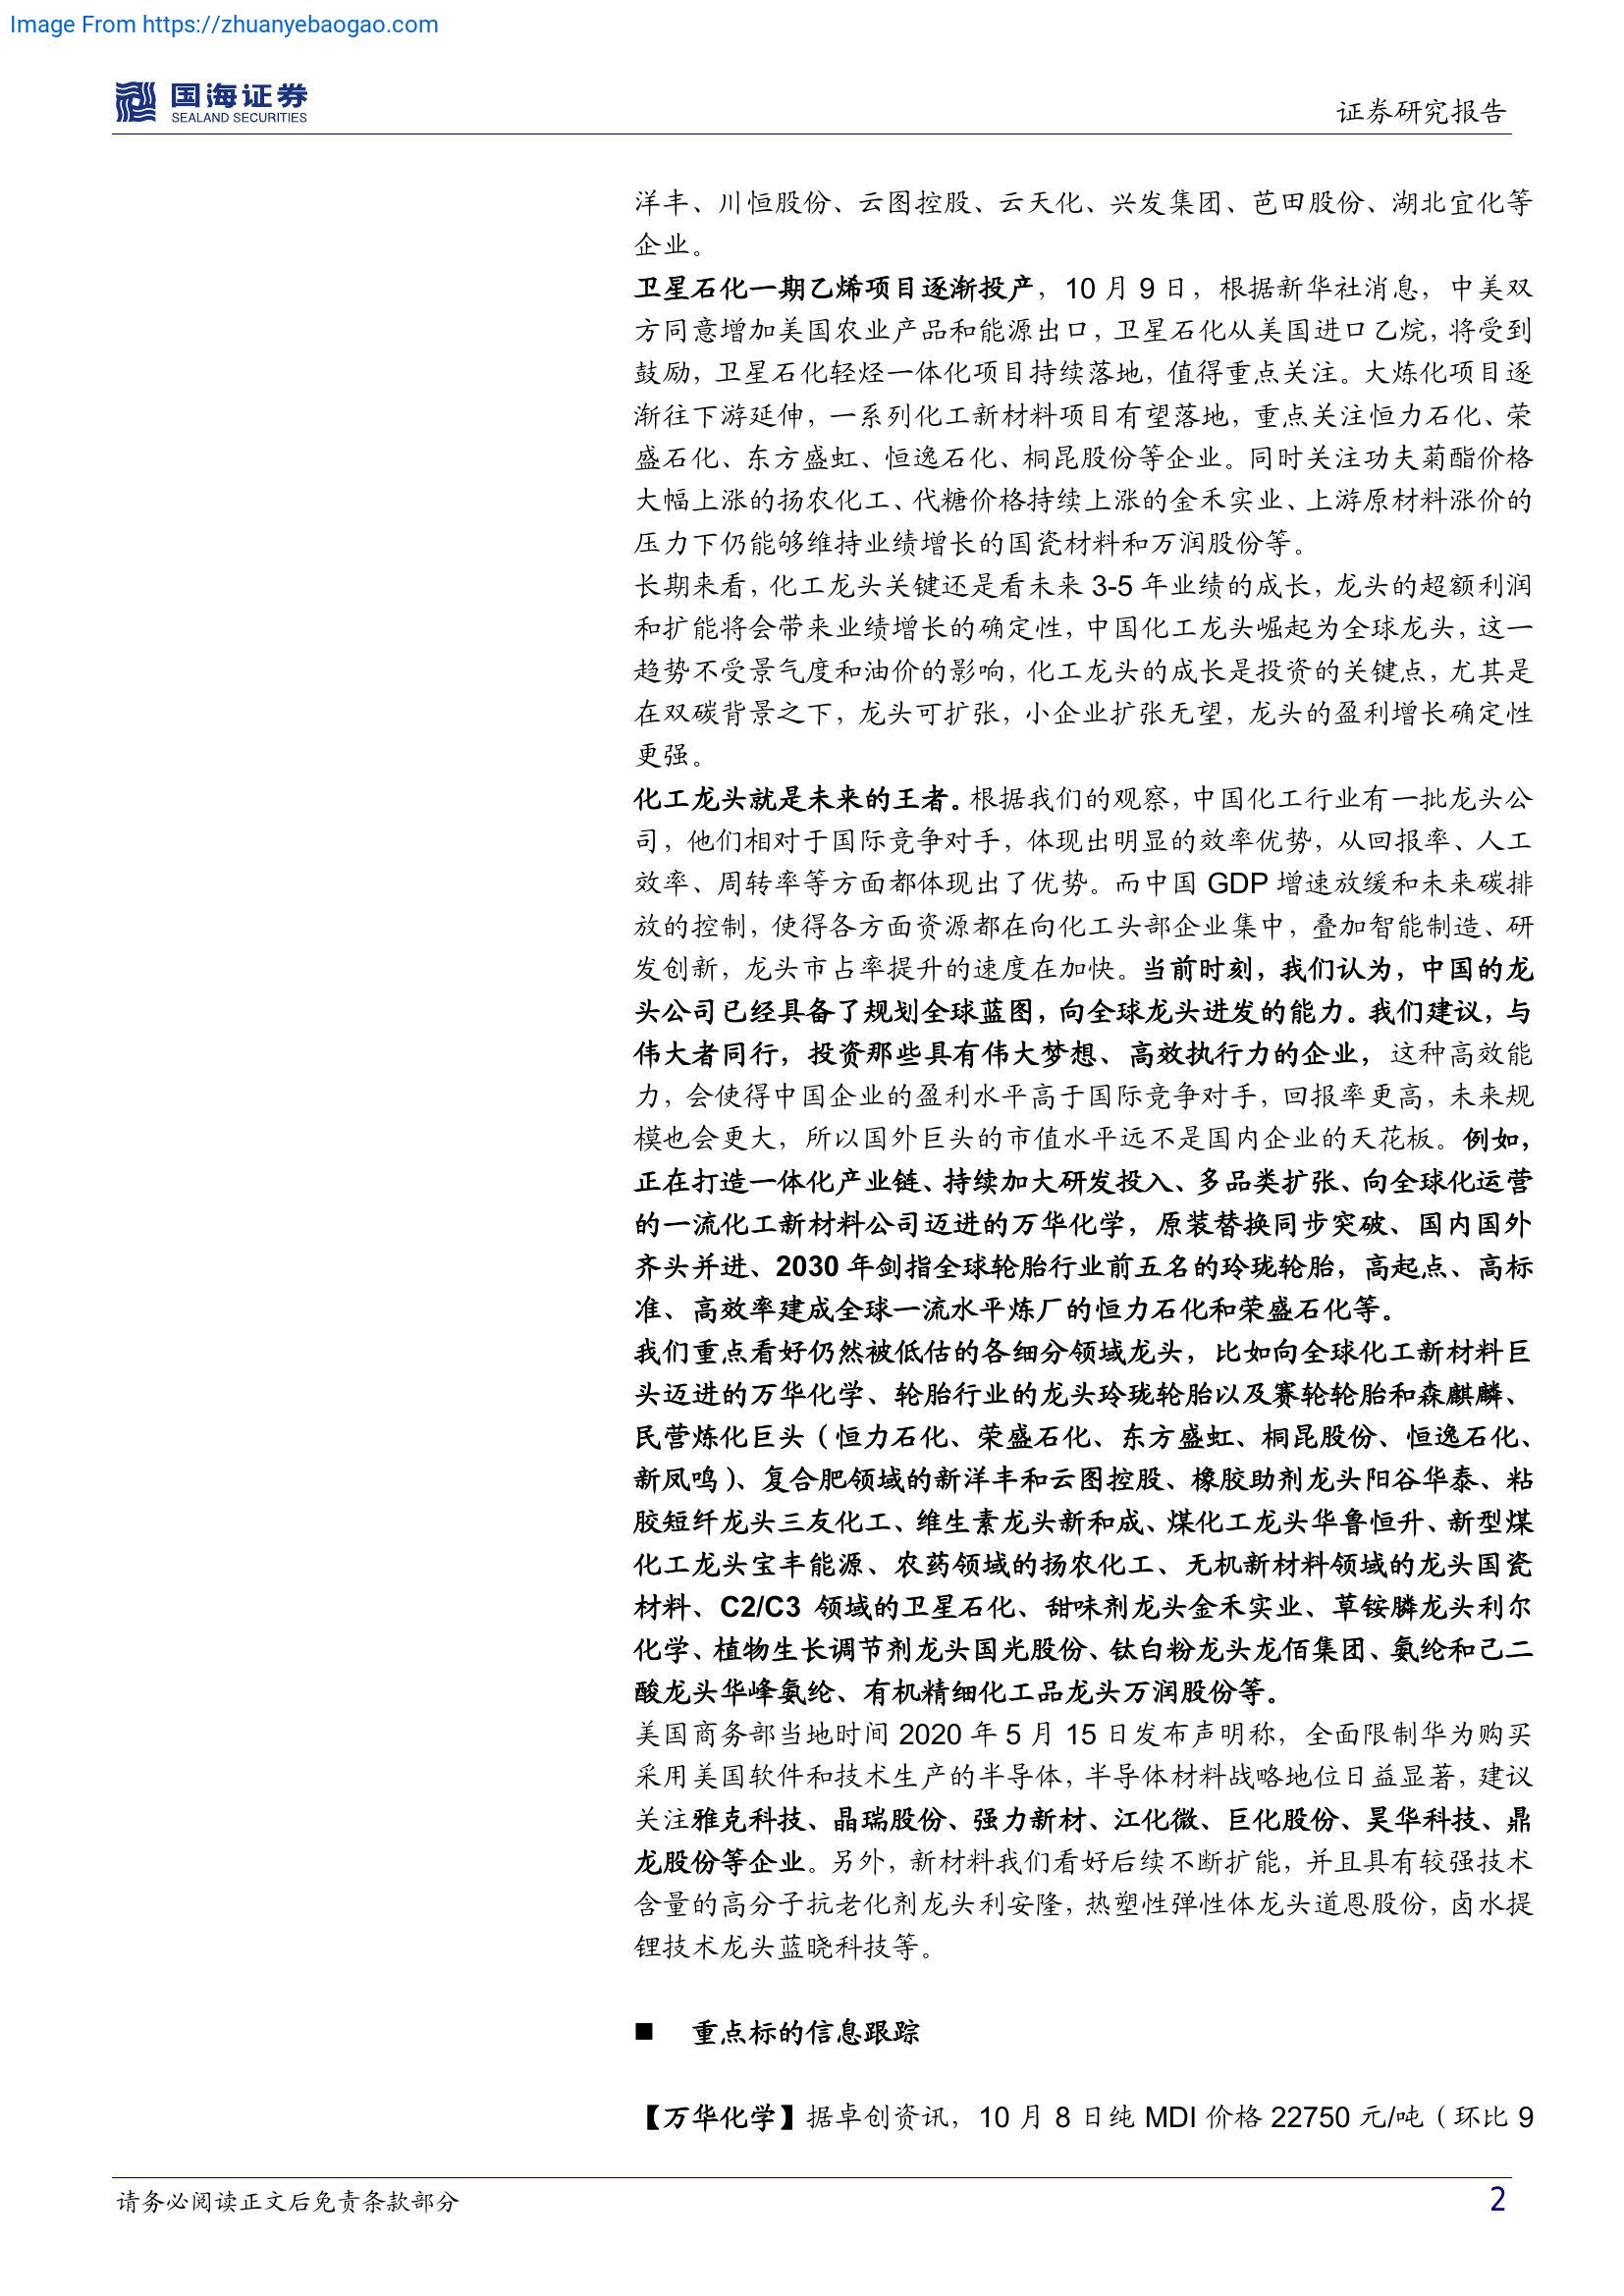 Image From https://zhuanyebaogao.com
国海证券
SEALAND SECURITIES
证券研究报告
洋丰、川恒股份、云图控股、云天化、兴发集团、芭田股份、湖北宜化等
企业。
卫星石化一期乙烯项目逐渐投产，10 月 9 日，根据新华社消息，中美双
方同意增加美国农业产品和能源出口，卫星石化从美国进口乙烷，将受到
鼓励，卫星石化轻烃一体化项目持续落地，值得重点关注。大炼化项目逐
渐往下游延伸，一系列化工新材料项目有望落地，重点关注恒力石化、荣
盛石化、东方盛虹、恒逸石化、桐昆股份等企业。同时关注功夫菊酯价格
大幅上涨的扬农化工、代糖价格持续上涨的金禾实业、上游原材料涨价的
压力下仍能够维持业绩增长的国瓷材料和万润股份等。
长期来看，化工龙头关键还是看未来 3-5 年业绩的成长，龙头的超额利润
和扩能将会带来业绩增长的确定性，中国化工龙头崛起为全球龙头，这一
趋势不受景气度和油价的影响，化工龙头的成长是投资的关键点，尤其是
在双碳背景之下，龙头可扩张，小企业扩张无望，龙头的盈利增长确定性
更强。
化工龙头就是未来的王者。根据我们的观察，中国化工行业有一批龙头公
司，他们相对于国际竞争对手，体现出明显的效率优势，从回报率、人工
效率、周转率等方面都体现出了优势。而中国 GDP 增速放缓和未来碳排
放的控制，使得各方面资源都在向化工头部企业集中，叠加智能制造、研
发创新，龙头市占率提升的速度在加快。当前时刻，我们认为，中国的龙
头公司已经具备了规划全球蓝图，向全球龙头进发的能力。我们建议，与
伟大者同行，投资那些具有伟大梦想、高效执行力的企业，这种高效能
力，会使得中国企业的盈利水平高于国际竞争对手，回报率更高，未来规
模也会更大，所以国外巨头的市值水平远不是国内企业的天花板。例如，
正在打造一体化产业链、持续加大研发投入、多品类扩张、向全球化运营
的一流化工新材料公司迈进的万华化学，原装替换同步突破、国内国外
齐头并进、2030 年剑指全球轮胎行业前五名的玲珑轮胎，高起点、高标
准、高效率建成全球一流水平炼厂的恒力石化和荣盛石化等。
我们重点看好仍然被低估的各细分领域龙头，比如向全球化工新材料巨
头迈进的万华化学、轮胎行业的龙头玲珑轮胎以及赛轮轮胎和森麒麟、
民营炼化巨头（恒力石化、荣盛石化、东方盛虹、桐昆股份、恒逸石化、
新凤鸣）、复合肥领域的新洋丰和云图控股、橡胶助剂龙头阳谷华泰、粘
胶短纤龙头三友化工、维生素龙头新和成、煤化工龙头华鲁恒升、新型煤
化工龙头宝丰能源、农药领域的扬农化工、无机新材料领域的龙头国瓷
材料、C2/C3 领域的卫星石化、甜味剂龙头金禾实业、草铵膦龙头利尔
化学、植物生长调节剂龙头国光股份、钛白粉龙头龙佰集团、氨纶和己二
酸龙头华峰氨纶、有机精细化工品龙头万润股份等。
美国商务部当地时间 2020 年 5 月 15 日发布声明称，全面限制华为购买
采用美国软件和技术生产的半导体，半导体材料战略地位日益显著，建议
关注雅克科技、晶瑞股份、强力新材、江化微、巨化股份、昊华科技、鼎
龙股份等企业。另外，新材料我们看好后续不断扩能，并且具有较强技术
含量的高分子抗老化剂龙头利安隆，热塑性弹性体龙头道恩股份，卤水提
锂技术龙头蓝晓科技等。
■ 重点标的信息跟踪
【万华化学】据卓创资讯，10 月 8 日纯 MDI 价格 22750 元/吨（环比 9
请务必阅读正文后免责条款部分
2